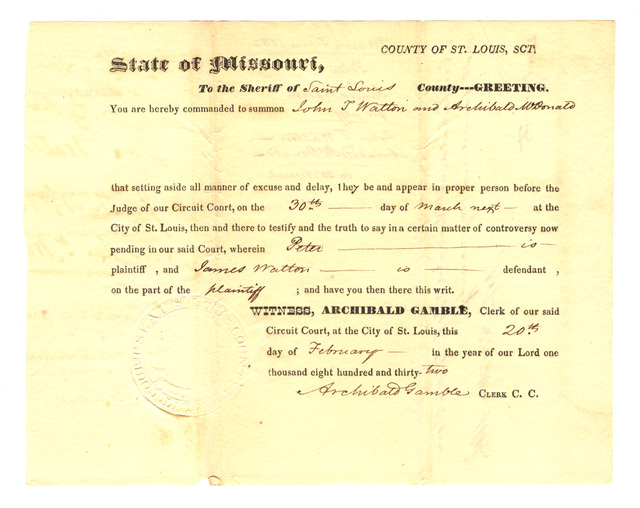 COUNTY OF ST. LOUIS, SCT.
State of Missouri,
To the Sheriff of Saint Louis County---GREETING.
You are hereby commanded to summon John T Watton and Archibald McDonald
that setting aside all manner of excuse and delay, They be and appear in proper person before the
Judge of our Circuit Court, on the 30th — day of March next — at the
City of St. Louis, then and there to testify and the truth to say in a certain matter of controversy now
pending in our said Court, wherein Peter — is —
plaintiff , and James Watton — is — defendant ,
on the part of the plaintiff ; and have you then there this writ.
WITNESS, ARCHIBALD GAMBLE, Clerk of our said
Circuit Court, at the City of St. Louis, this 20th
day of February — in the year of our Lord one
thousand eight hundred and thirty-two
Archibald Gamble CLERK C. C.